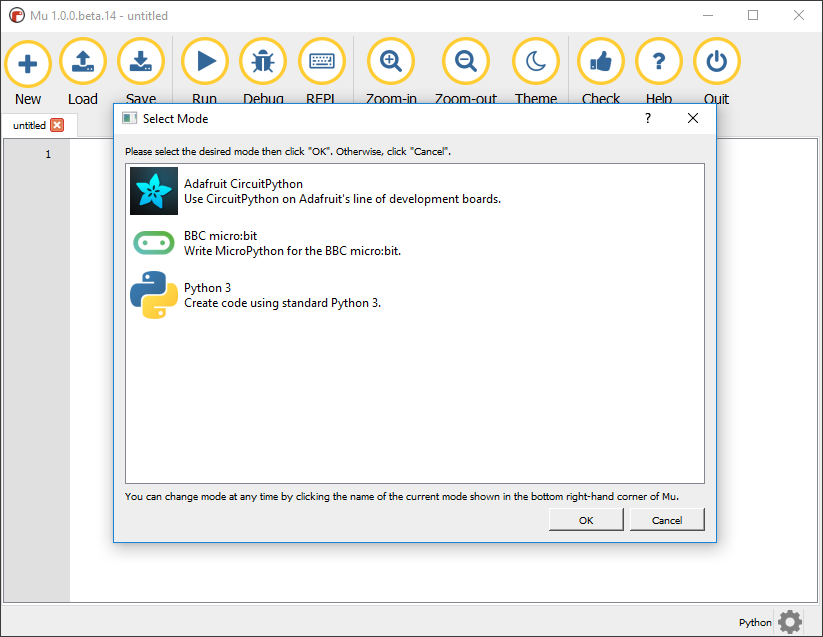 Mu 1.0.0.beta.14 - untitled
New Load Save Run Debug REPL Zoom-in Zoom-out Theme Check Help Quit
untitled
Select Mode
?
1
Please select the desired mode then click "OK". Otherwise, click "Cancel".
Adafruit CircuitPython
Use CircuitPython on Adafruit's line of development boards.
BBC micro:bit
Write MicroPython for the BBC micro:bit.
Python 3
Create code using standard Python 3.
You can change mode at any time by clicking the name of the current mode shown in the bottom right-hand corner of Mu.
OK Cancel
Python